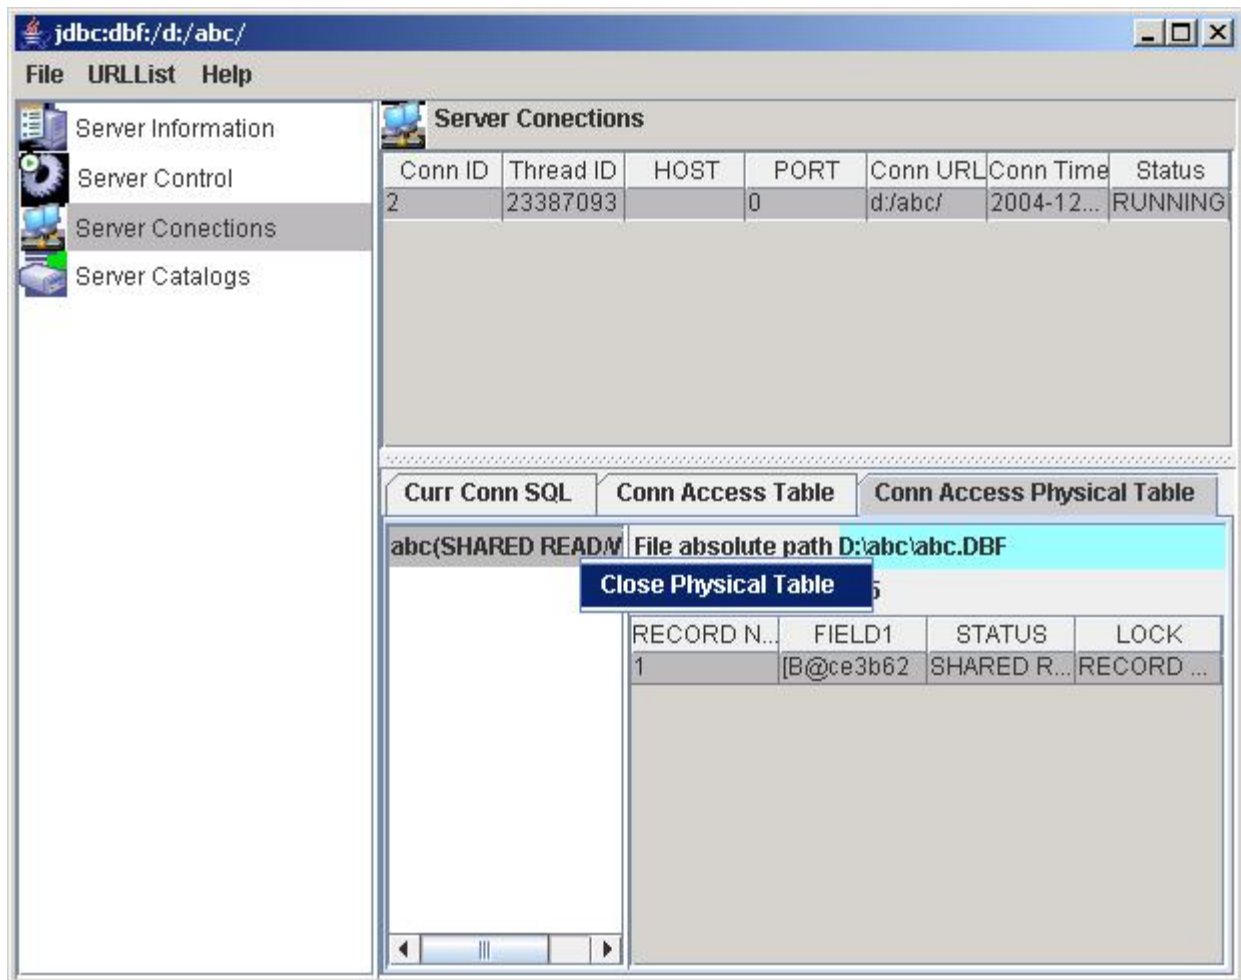 jdbc:dbf:/d:/abc/
File URLList Help
Server Information
Server Control
Server Conections
Server Catalogs
Server Conections
Conn ID Thread ID HOST PORT Conn URL Conn Time Status
2 23387093 0 d:/abc/ 2004-12... RUNNING
Curr Conn SQL Conn Access Table Conn Access Physical Table
abc(SHARED READ/ File absolute path D:\abc\abc.DBF
Close Physical Table
RECORD N... FIELD1 STATUS LOCK
1 [B@ce3b62 SHARED R... RECORD ...